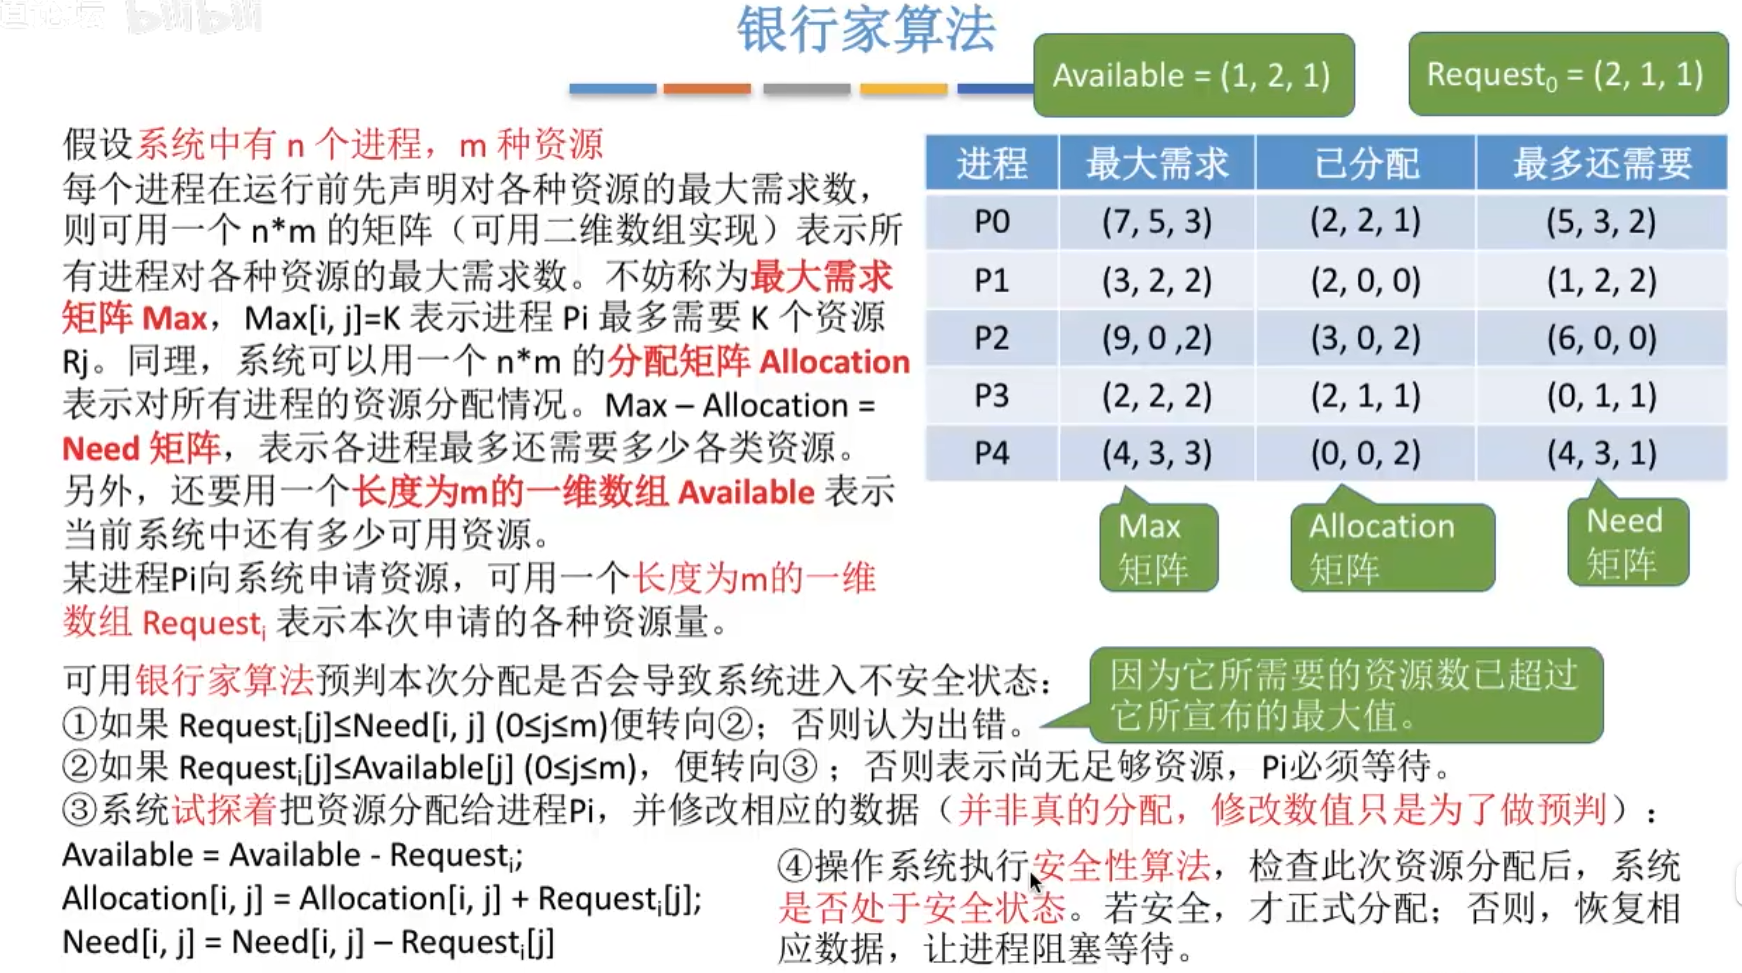 bilibili
银行家算法
Available = (1, 2, 1)
Request₀ = (2, 1, 1)
假设系统中有 n 个进程，m 种资源
每个进程在运行前先声明对各种资源的最大需求数，
则可用一个 n*m 的矩阵（可用二维数组实现）表示所
有进程对各种资源的最大需求数。不妨称为最大需求
矩阵 Max，Max[i, j]=K 表示进程 Pi 最多需要 K 个资源
Rj。同理，系统可以用一个 n*m 的分配矩阵 Allocation
表示对所有进程的资源分配情况。Max – Allocation =
Need 矩阵，表示各进程最多还需要多少各类资源。
另外，还要用一个长度为m的一维数组 Available 表示
当前系统中还有多少可用资源。
某进程Pi向系统申请资源，可用一个长度为m的一维
数组 Requestᵢ 表示本次申请的各种资源量。
进程 最大需求 已分配 最多还需要
P0 (7, 5, 3) (2, 2, 1) (5, 3, 2)
P1 (3, 2, 2) (2, 0, 0) (1, 2, 2)
P2 (9, 0 ,2) (3, 0, 2) (6, 0, 0)
P3 (2, 2, 2) (2, 1, 1) (0, 1, 1)
P4 (4, 3, 3) (0, 0, 2) (4, 3, 1)
Max
矩阵
Allocation
矩阵
Need
矩阵
可用银行家算法预判本次分配是否会导致系统进入不安全状态：
①如果 Requestᵢ[j]≤Need[i, j] (0≤j≤m)便转向②；否则认为出错。
因为它所需要的资源数已超过
它所宣布的最大值。
②如果 Requestᵢ[j]≤Available[j] (0≤j≤m)，便转向③；否则表示尚无足够资源，Pi必须等待。
③系统试探着把资源分配给进程Pi，并修改相应的数据（并非真的分配，修改数值只是为了做预判）：
Available = Available - Requestᵢ;
Allocation[i, j] = Allocation[i, j] + Requestᵢ[j];
Need[i, j] = Need[i, j] – Requestᵢ[j]
④操作系统执行安全性算法，检查此次资源分配后，系统
是否处于安全状态。若安全，才正式分配；否则，恢复相
应数据，让进程阻塞等待。